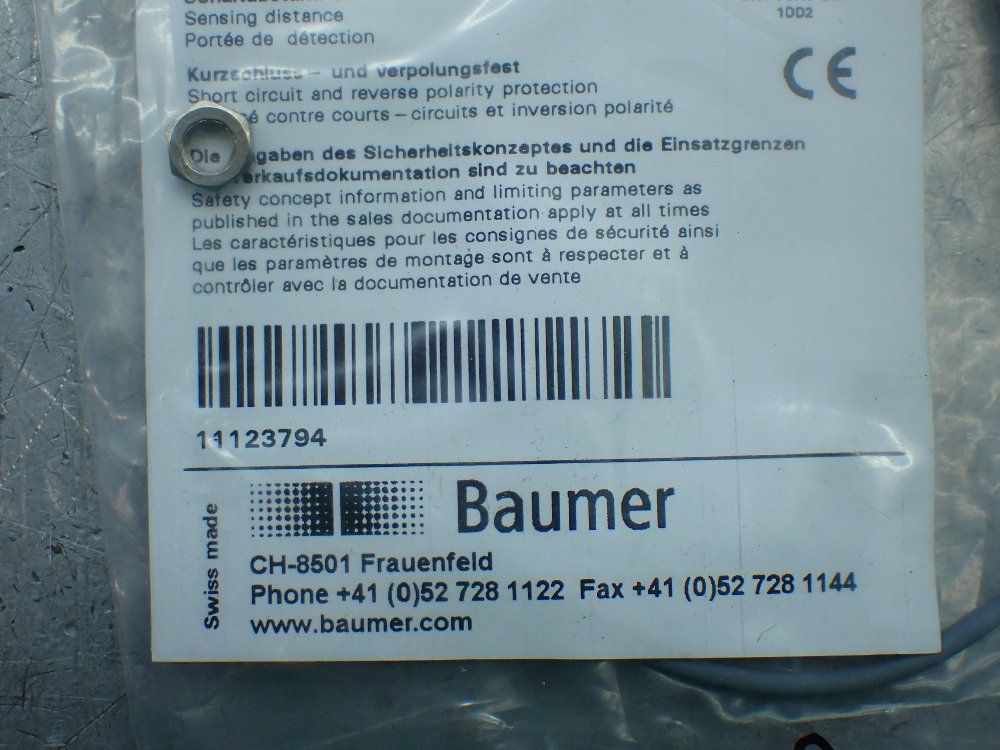 Sensing distance
Portée de détection
1DD2
CE
Kurzschluss- und verpolungsfest
Short circuit and reverse polarity protection
contre courts-circuits et inversion polarité
Die gaben des Sicherheitskonzeptes und die Einsatzgrenzen
erkaufsdokumentation sind zu beachten
Safety concept information and limiting parameters as
published in the sales documentation apply at all times
Les caractéristiques pour les consignes de sécurité ainsi
que les paramètres de montage sont à respecter et à
contrôler avec la documentation de vente
11123794
Swiss made
Baumer
CH-8501 Frauenfeld
Phone +41 (0)52 728 1122 Fax +41 (0)52 728 1144
www.baumer.com